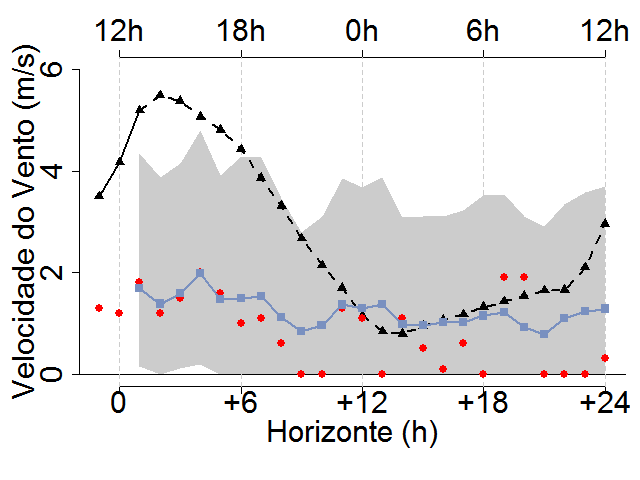 12h 18h 0h 6h 12h
Velocidade do Vento (m/s)
6
4
2
0
0 +6 +12 +18 +24
Horizonte (h)